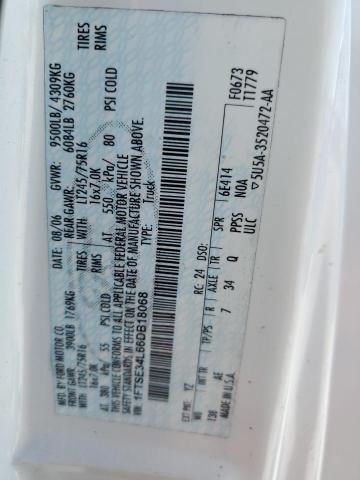 MFD. BY FORD MOTOR CO.
DATE: 08/06 GVWR: 9500LB/ 4309KG
FRONT GAWR: 3900LB 1769KG REAR GAWR: 6084LB 2760KG
LT245/75R16 TIRES WITH LT245/75R16 TIRES
16x7.0K RIMS 16x7.0K RIMS
AT 380 kPa/ 55 PSI COLD AT 550 kPa/ 80 PSI COLD
THIS VEHICLE CONFORMS TO ALL APPLICABLE FEDERAL MOTOR VEHICLE
SAFETY STANDARDS IN EFFECT ON THE DATE OF MANUFACTURE SHOWN ABOVE.
VIN: 1FTSE34L66DB18068
TYPE: Truck
F0673
T1779
EXT PNT: YZ RC: 24 DSO:
WB INT TR TP/PS R AXLE TR SPR 6E414
138 AE 7 34 Q PPSS N0A
MADE IN U.S.A. ULC ▽5U5A-3520472-AA